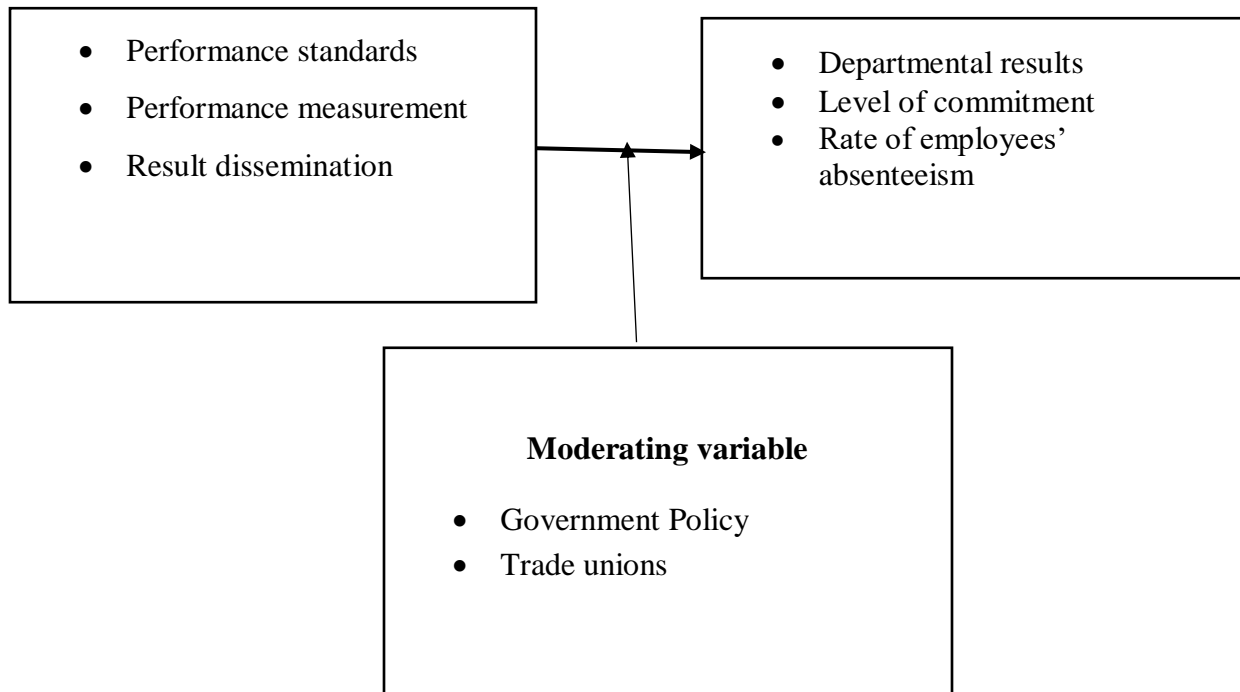 • Performance standards
• Performance measurement
• Result dissemination
• Departmental results
• Level of commitment
• Rate of employees’
absenteeism
Moderating variable
• Government Policy
• Trade unions